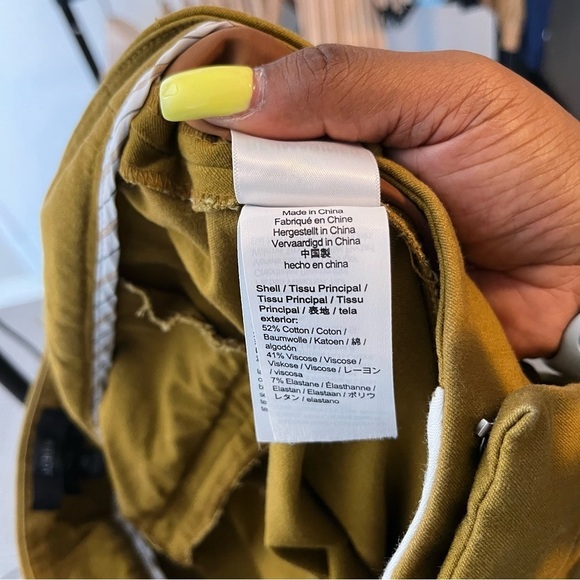 Made in China
Fabriqué en Chine
Hergestellt in China
Vervaardigd in China
中国製
hecho en china
Shell / Tissu Principal /
Tissu Principal / Tissu
Principal / 表地 / tela
exterior:
52% Cotton / Coton /
Baumwolle / Katoen / 綿 /
algodón
41% Viscose / Viscose /
Viskose / Viscose / レーヨン
/ viscosa
7% Elastane / Élasthanne /
Elastan / Elastaan / ポリウ
レタン / elastano